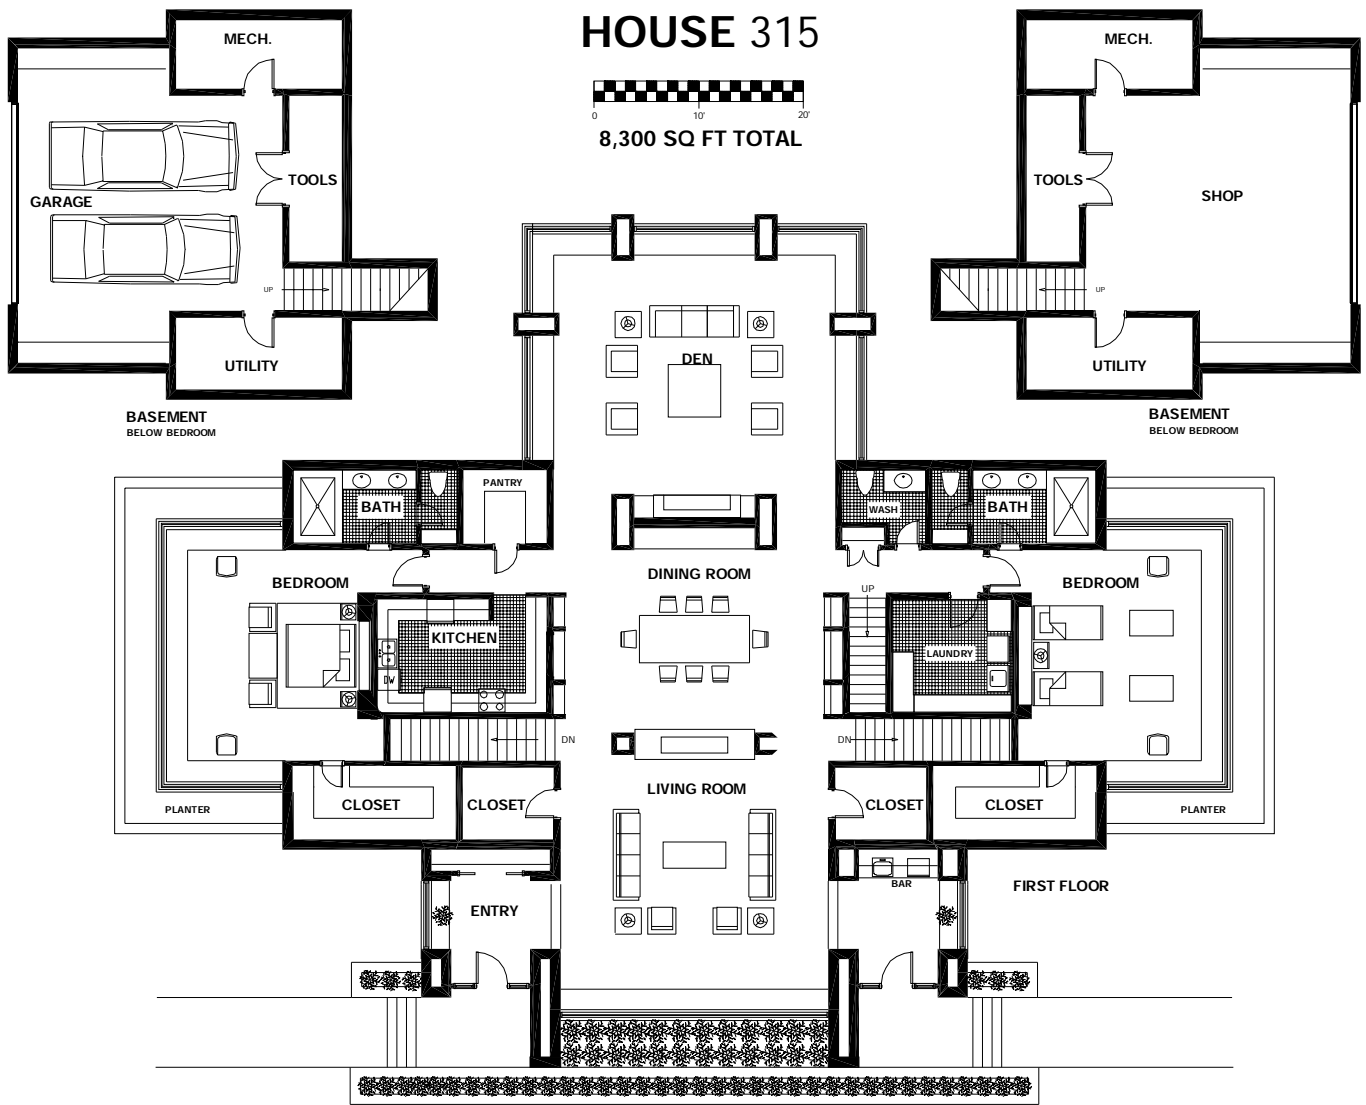 HOUSE 315
0 10' 20'
8,300 SQ FT TOTAL
MECH.
TOOLS
GARAGE
UP
UTILITY
BASEMENT
BELOW BEDROOM
MECH.
TOOLS
SHOP
UP
UTILITY
BASEMENT
BELOW BEDROOM
DEN
PANTRY
BATH
WASH
BATH
BEDROOM
DINING ROOM
BEDROOM
UP
KITCHEN
LAUNDRY
DW
DN
DN
LIVING ROOM
PLANTER
CLOSET
CLOSET
CLOSET
CLOSET
PLANTER
BAR
FIRST FLOOR
ENTRY